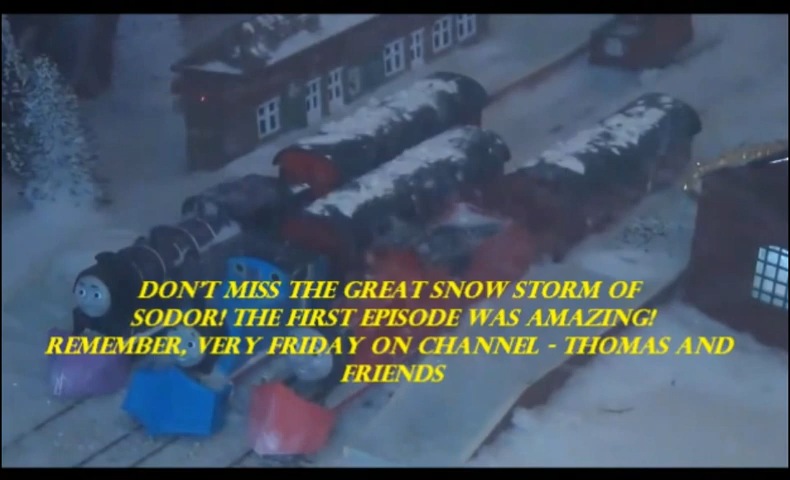 DON'T MISS THE GREAT SNOW STORM OF
SODOR! THE FIRST EPISODE WAS AMAZING!
REMEMBER, VERY FRIDAY ON CHANNEL - THOMAS AND
FRIENDS